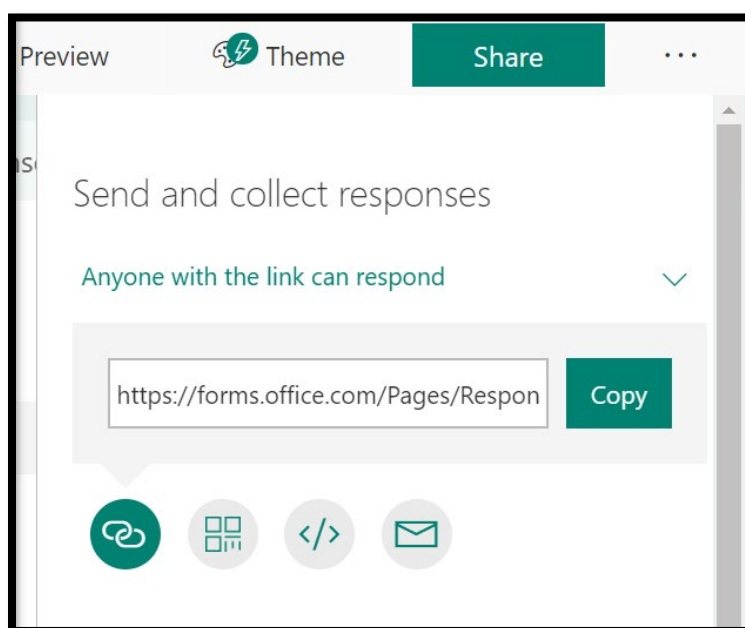 Preview Theme Share ...
Send and collect responses
Anyone with the link can respond
https://forms.office.com/Pages/Respon Copy